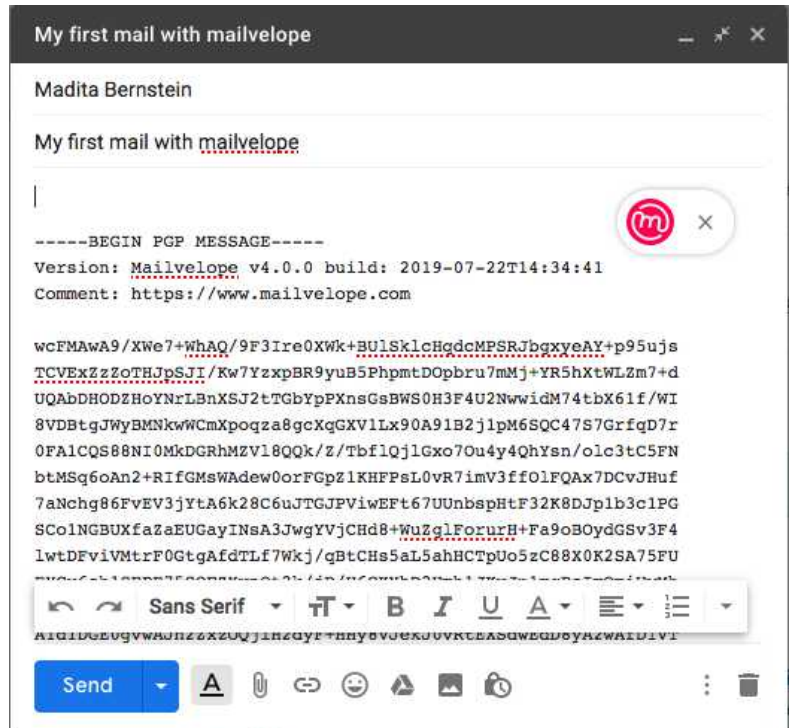 My first mail with mailvelope
Madita Bernstein
My first mail with mailvelope
-----BEGIN PGP MESSAGE-----
Version: Mailvelope v4.0.0 build: 2019-07-22T14:34:41
Comment: https://www.mailvelope.com
wcFMAwA9/XWe7+WhAQ/9F3Ire0XWk+BUlSklcHqdcMPSRJbgxyeAY+p95ujs
TCVExZzZoTHJpSJI/Kw7YzxpBR9yuB5PhpmtDOpbru7mMj+YR5hXtWLZm7+d
UQAbDHODZHoYNrLBnXSJ2tTGbYpPXnsGsBWS0H3F4U2NwwidM74tbX61f/WI
8VDBtgJWyBMNkwWCmXpoqza8gcXqGXVlLx90A91B2j1pM6SQC47S7GrfqD7r
0FA1CQS88NI0MkDGRhMZVl8QQk/Z/TbflQjlGxo7Ou4y4QhYsn/olc3tC5FN
btMSq6oAn2+RIfGMsWAdew0orFGpZ1KHFPsL0vR7imV3ffOlFQAx7DCvJHuf
7aNchg86FvEV3jYtA6k28C6uJTGJPViwEFt67UUnbspHtF32K8DJp1b3c1PG
SCo1NGBUXfaZaEUGayINsA3JwgYVjCHd8+WuZglForurH+Fa9oBOydGSv3F4
lwtDFviVMtrF0GtgAfdTLf7Wkj/qBtCHs5aL5ahHCTpUo5zC88X0K2SA75FU
Sans Serif
Send